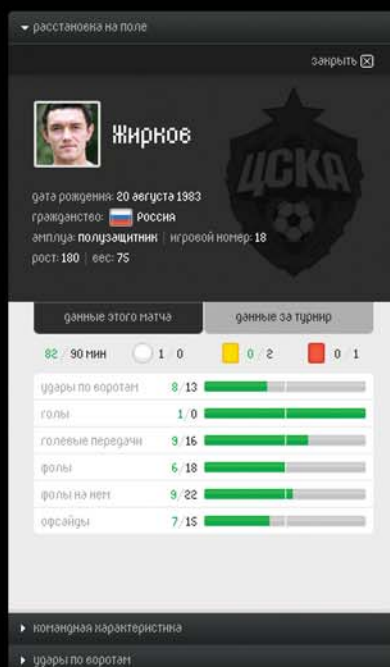 расстановка на поле
закрыть
Жирков
ЦСКА
дата рождения: 20 августа 1983
гражданство: Россия
амплуа: полузащитник | игровой номер: 18
рост: 180 | вес: 75
данные этого матча данные за турнир
82 / 90 мин 1 / 0 0 / 2 0 / 1
удары по воротам 8/13
голы 1/0
голевые передачи 9/16
фолы 6/18
фолы на нем 9/22
офсайды 7/15
командная характеристика
удары по воротам